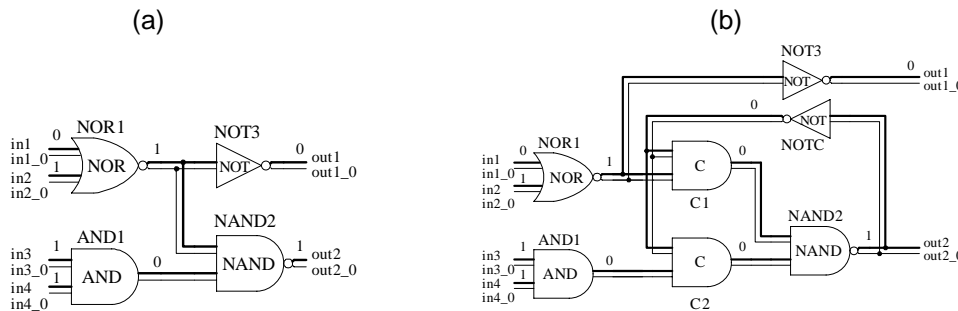 (a)
(b)
NOR1
NOT3
in1
0
in1_0
in2
1
in2_0
NOR
1
NOT
0
out1
out1_0
NAND2
AND1
in3
1
in3_0
in4
1
in4_0
AND
0
NAND
1
out2
out2_0
NOT3
NOT
0
out1
out1_0
0
NOT
NOTC
NOR1
in1
0
in1_0
in2
1
in2_0
NOR
1
C
0
C1
NAND2
AND1
in3
1
in3_0
in4
1
in4_0
AND
0
C
0
C2
NAND
1
out2
out2_0